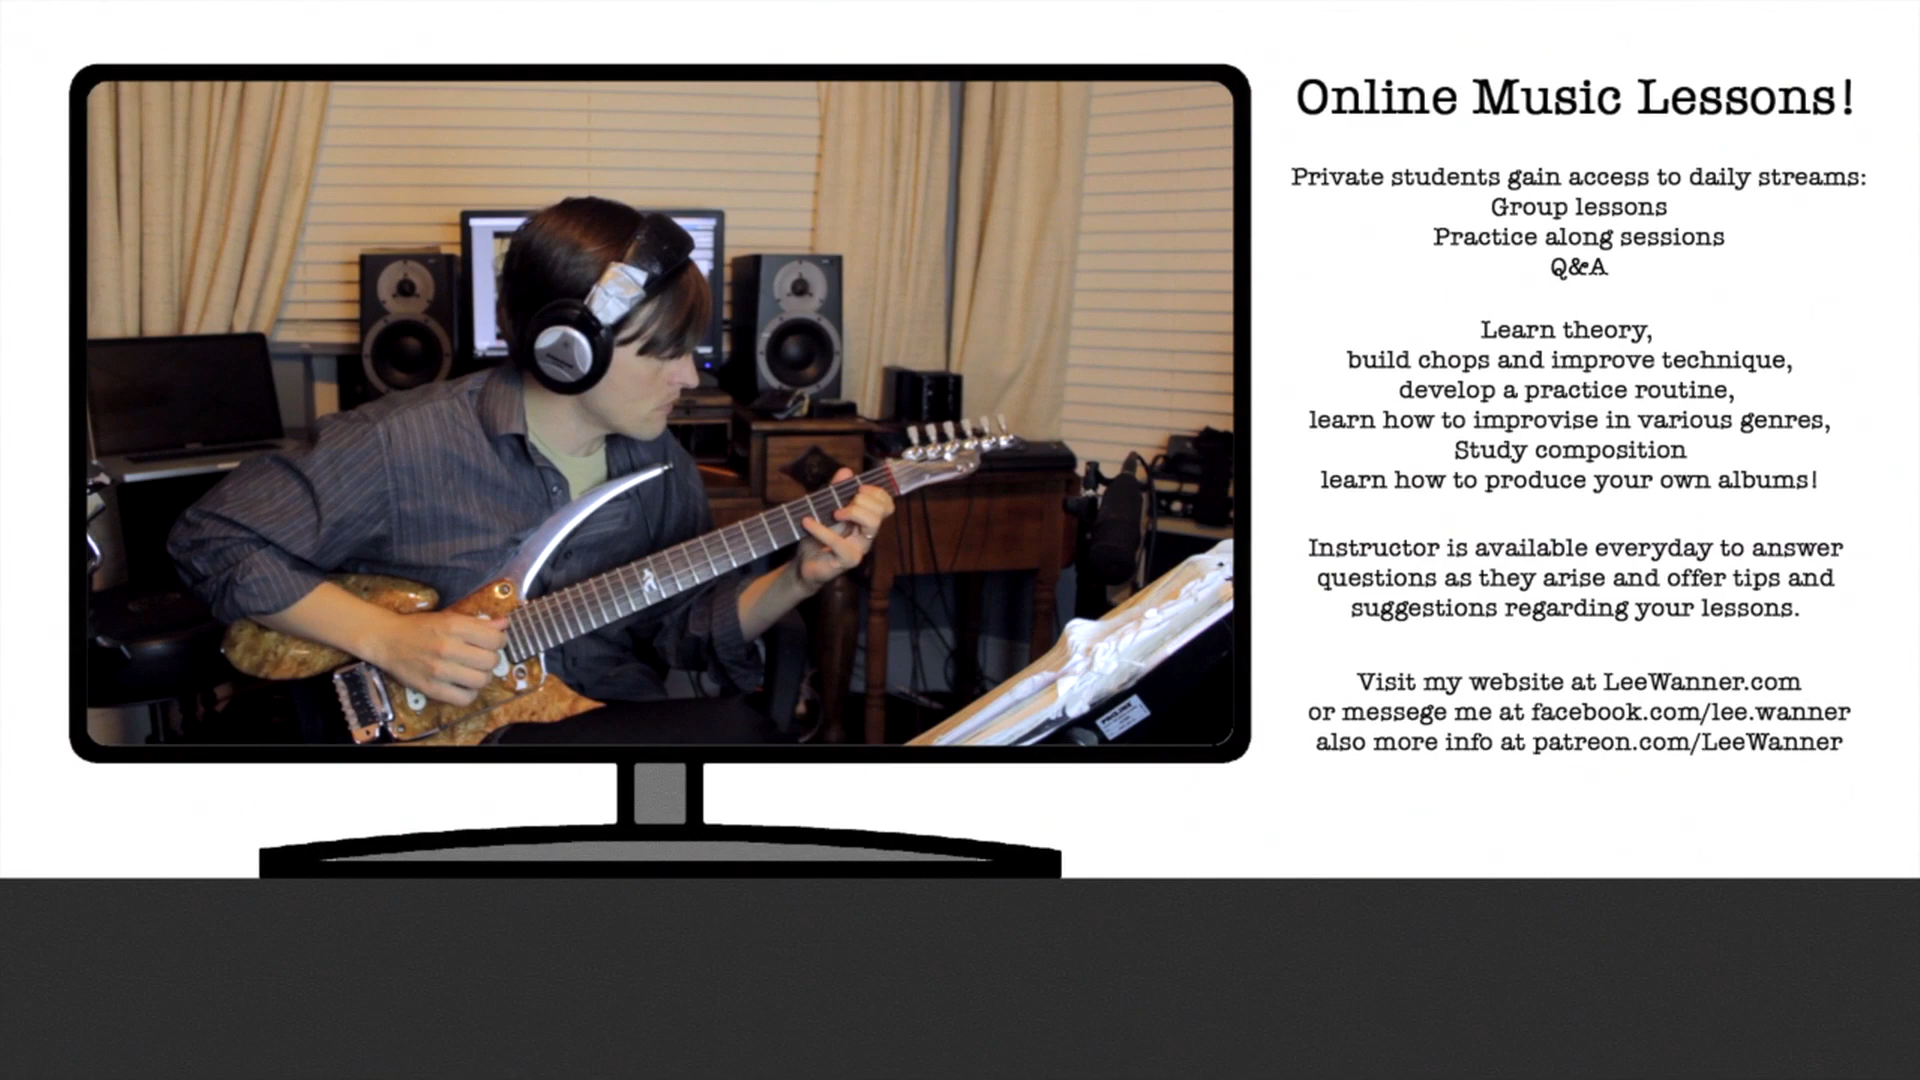 Online Music Lessons!
Private students gain access to daily streams:
Group lessons
Practice along sessions
Q&A
Learn theory,
build chops and improve technique,
develop a practice routine,
learn how to improvise in various genres,
Study composition
learn how to produce your own albums!
Instructor is available everyday to answer
questions as they arise and offer tips and
suggestions regarding your lessons.
Visit my website at LeeWanner.com
or messege me at facebook.com/lee.wanner
also more info at patreon.com/LeeWanner